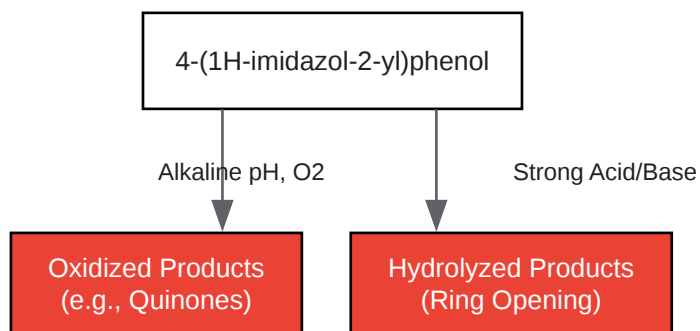 4-(1H-imidazol-2-yl)phenol
Alkaline pH, O2
Strong Acid/Base
Oxidized Products
(e.g., Quinones)
Hydrolyzed Products
(Ring Opening)